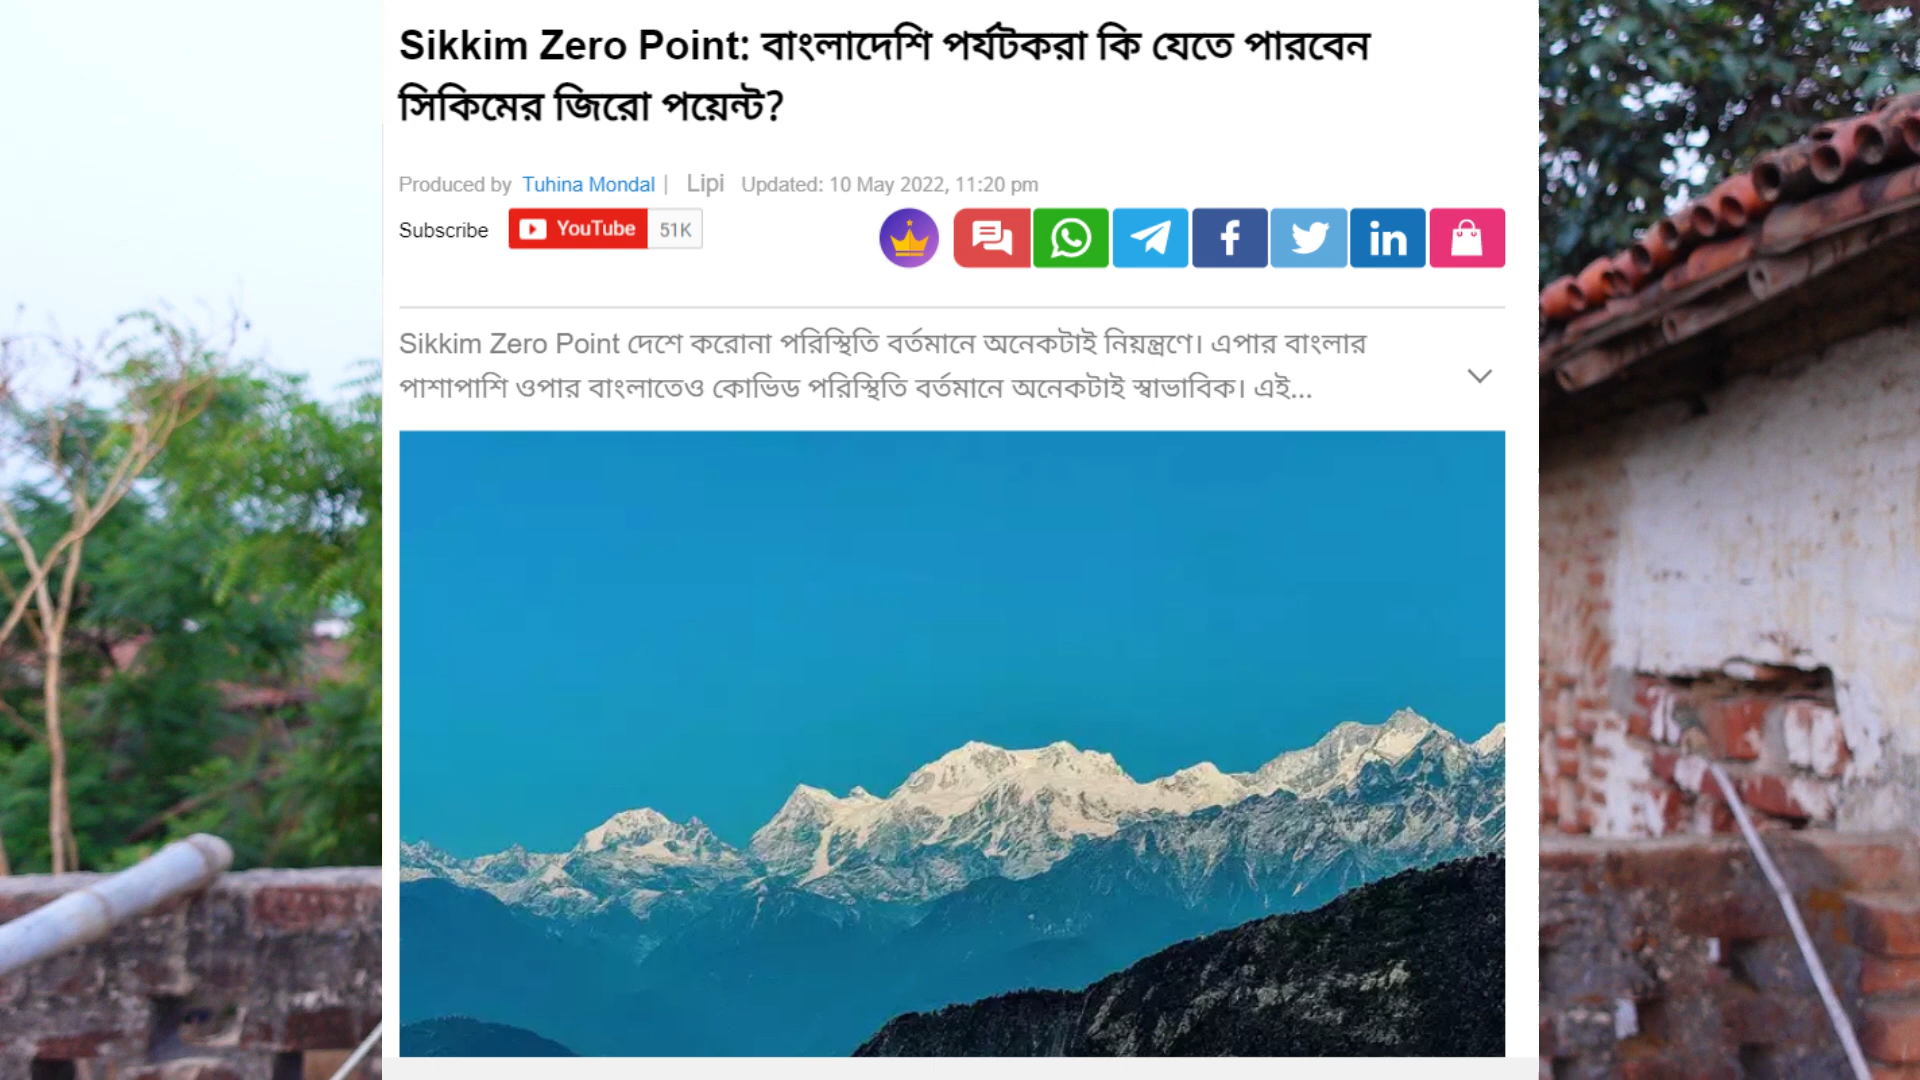 Sikkim Zero Point: বাংলাদেশি পর্যটকরা কি যেতে পারবেন
সিকিমের জিরো পয়েন্ট?
Produced by Tuhina Mondal | Lipi Updated: 10 May 2022, 11:20 pm
Subscribe YouTube 51K
Sikkim Zero Point দেশে করোনা পরিস্থিতি বর্তমানে অনেকটাই নিয়ন্ত্রণে। এপার বাংলার
পাশাপাশি ওপার বাংলাতেও কোভিড পরিস্থিতি বর্তমানে অনেকটাই স্বাভাবিক। এই...